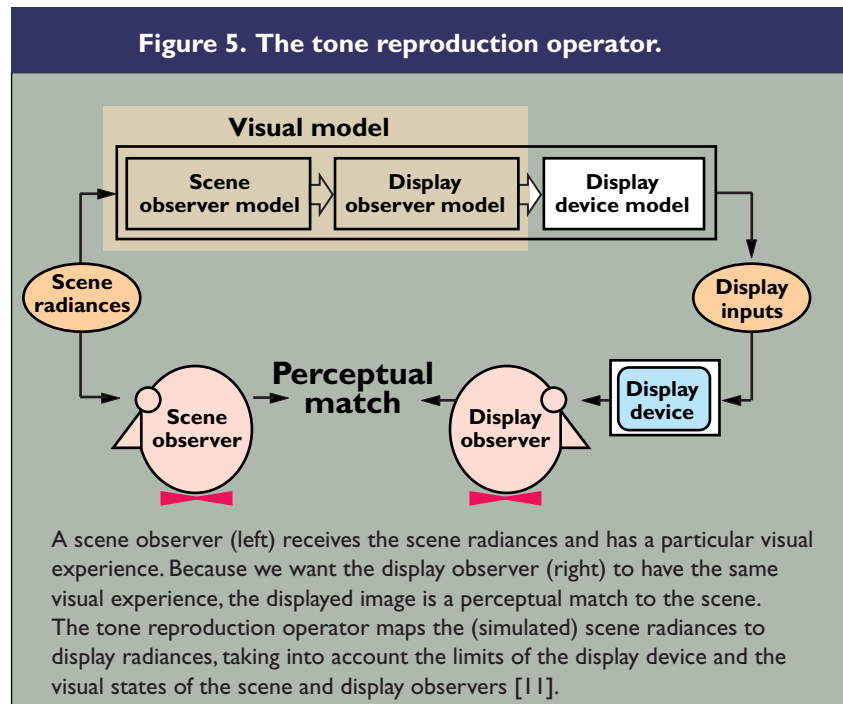 Figure 5. The tone reproduction operator.
Visual model
Scene
observer model
Display
observer model
Display
device model
Scene
radiances
Display
inputs
Scene
observer
Perceptual
match
Display
observer
Display
device
A scene observer (left) receives the scene radiances and has a particular visual
experience. Because we want the display observer (right) to have the same
visual experience, the displayed image is a perceptual match to the scene.
The tone reproduction operator maps the (simulated) scene radiances to
display radiances, taking into account the limits of the display device and the
visual states of the scene and display observers [11].